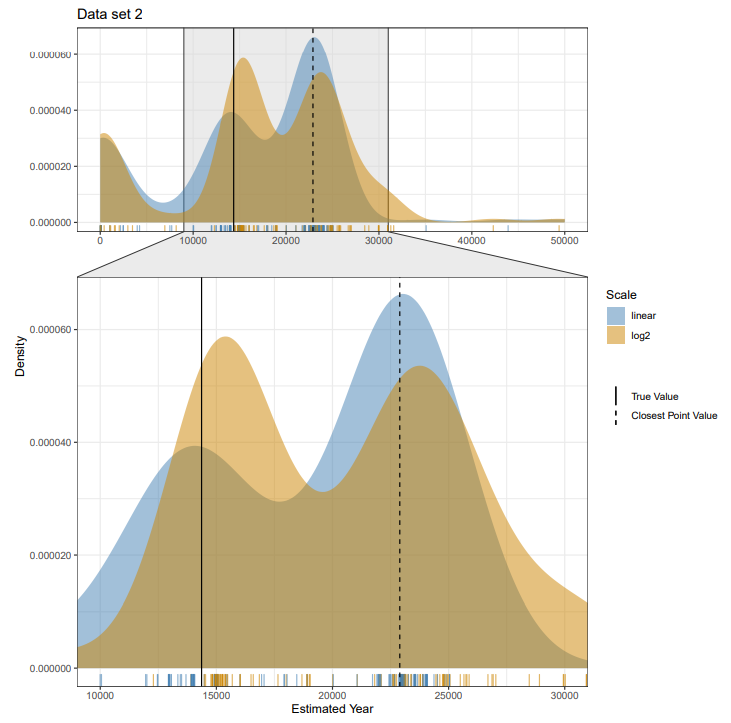 Data set 2
0.000060
0.000040
0.000020
0.000000
0 10000 20000 30000 40000 50000
Scale
linear
log2
True Value
Closest Point Value
Density
0.000060
0.000040
0.000020
0.000000
10000 15000 20000 25000 30000
Estimated Year